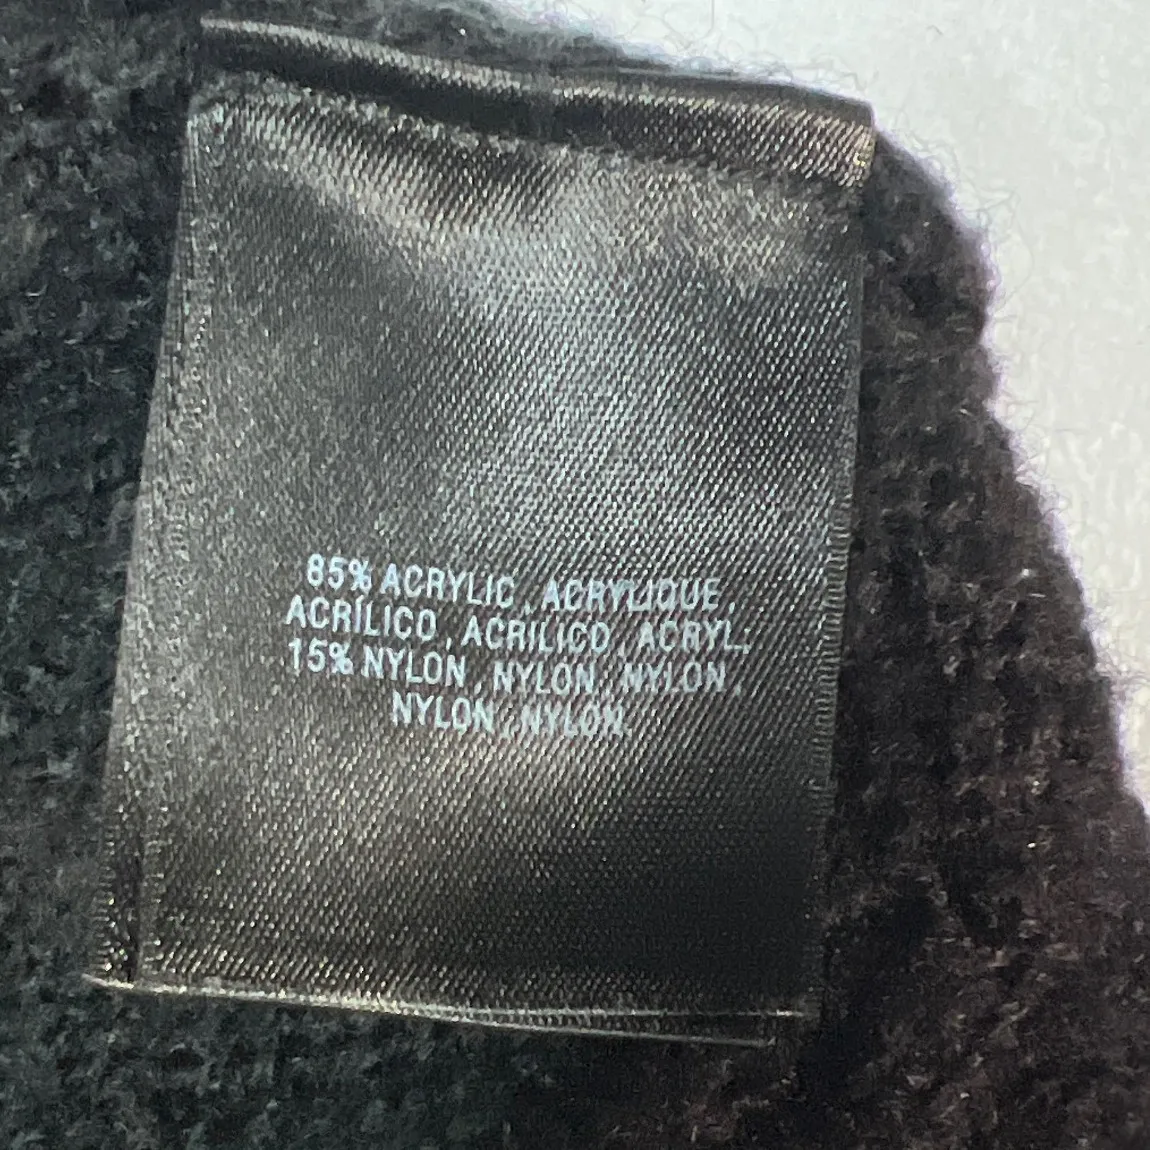 85% ACRYLIC, ACRYLIQUE,
ACRÍLICO, ACRILICO, ACRYL;
15% NYLON, NYLON, NYLON,
NYLON, NYLON.